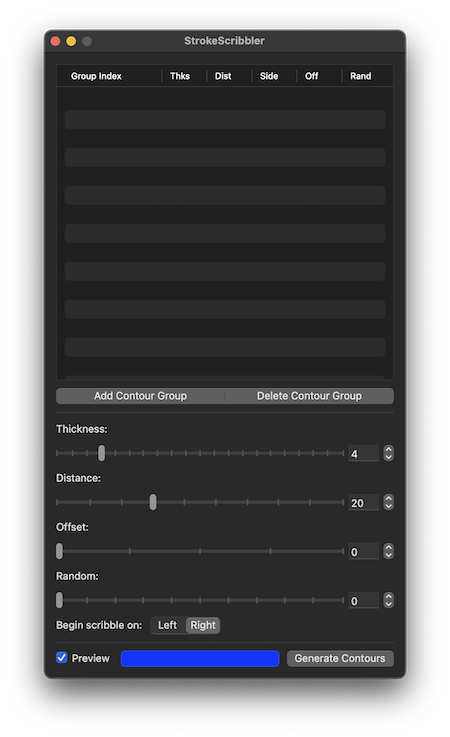 StrokeScribbler
Group Index Thks Dist Side Off Rand
Add Contour Group Delete Contour Group
Thickness:
4
Distance:
20
Offset:
0
Random:
0
Begin scribble on: Left Right
Preview Generate Contours